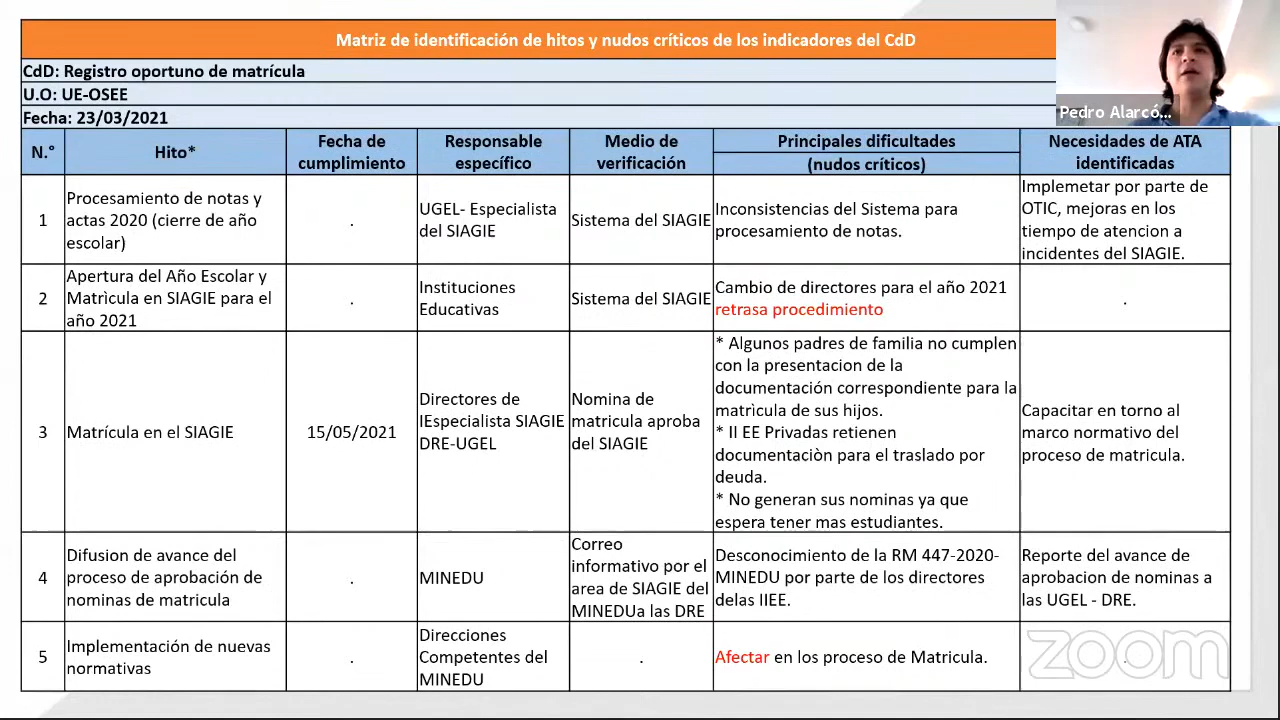 Matriz de identificación de hitos y nudos críticos de los indicadores del CdD
CdD: Registro oportuno de matrícula
U.O: UE-OSEE
Fecha: 23/03/2021
Pedro Alarcó...
N.°
Hito*
Fecha de
cumplimiento
Responsable
específico
Medio de
verificación
Principales dificultades
(nudos críticos)
Necesidades de ATA
identificadas
1
Procesamiento de notas y
actas 2020 (cierre de año
escolar)
.
UGEL- Especialista
del SIAGIE
Sistema del SIAGIE
Inconsistencias del Sistema para
procesamiento de notas.
Implemetar por parte de
OTIC, mejoras en los
tiempo de atencion a
incidentes del SIAGIE.
2
Apertura del Año Escolar y
Matrìcula en SIAGIE para el
año 2021
.
Instituciones
Educativas
Sistema del SIAGIE
Cambio de directores para el año 2021
retrasa procedimiento
.
3
Matrícula en el SIAGIE
15/05/2021
Directores de
IEspecialista SIAGIE
DRE-UGEL
Nomina de
matricula aproba
del SIAGIE
* Algunos padres de familia no cumplen
con la presentacion de la
documentación correspondiente para la
matrìcula de sus hijos.
* II EE Privadas retienen
documentaciòn para el traslado por
deuda.
* No generan sus nominas ya que
espera tener mas estudiantes.
Capacitar en torno al
marco normativo del
proceso de matricula.
4
Difusion de avance del
proceso de aprobación de
nominas de matricula
.
MINEDU
Correo
informativo por el
area de SIAGIE del
MINEDUa las DRE
Desconocimiento de la RM 447-2020-
MINEDU por parte de los directores
delas IIEE.
Reporte del avance de
aprobacion de nominas a
las UGEL - DRE.
5
Implementación de nuevas
normativas
.
Direcciones
Competentes del
MINEDU
.
Afectar en los proceso de Matricula.
.
zoom